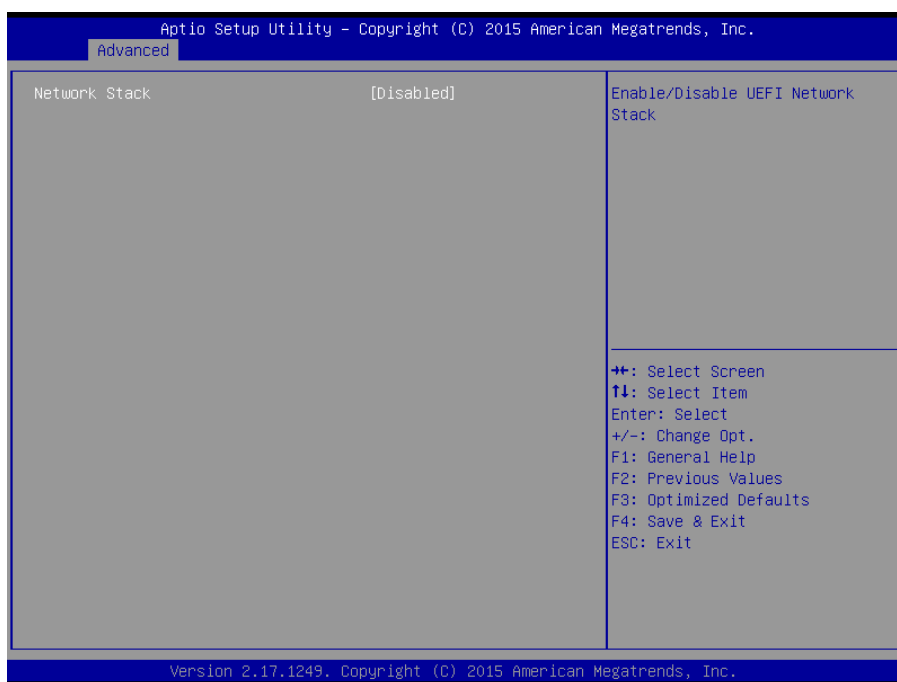 Aptio Setup Utility – Copyright (C) 2015 American Megatrends, Inc.
Advanced
Network Stack [Disabled]
Enable/Disable UEFI Network
Stack
→←: Select Screen
↑↓: Select Item
Enter: Select
+/-: Change Opt.
F1: General Help
F2: Previous Values
F3: Optimized Defaults
F4: Save & Exit
ESC: Exit
Version 2.17.1249. Copyright (C) 2015 American Megatrends, Inc.